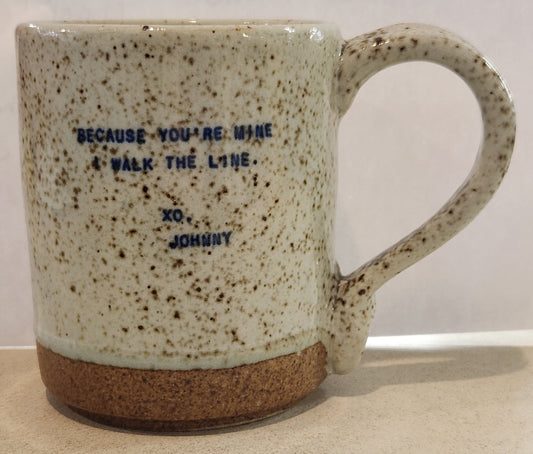 BECAUSE YOU'RE MINE
I WALK THE LINE.
XO,
JOHNNY